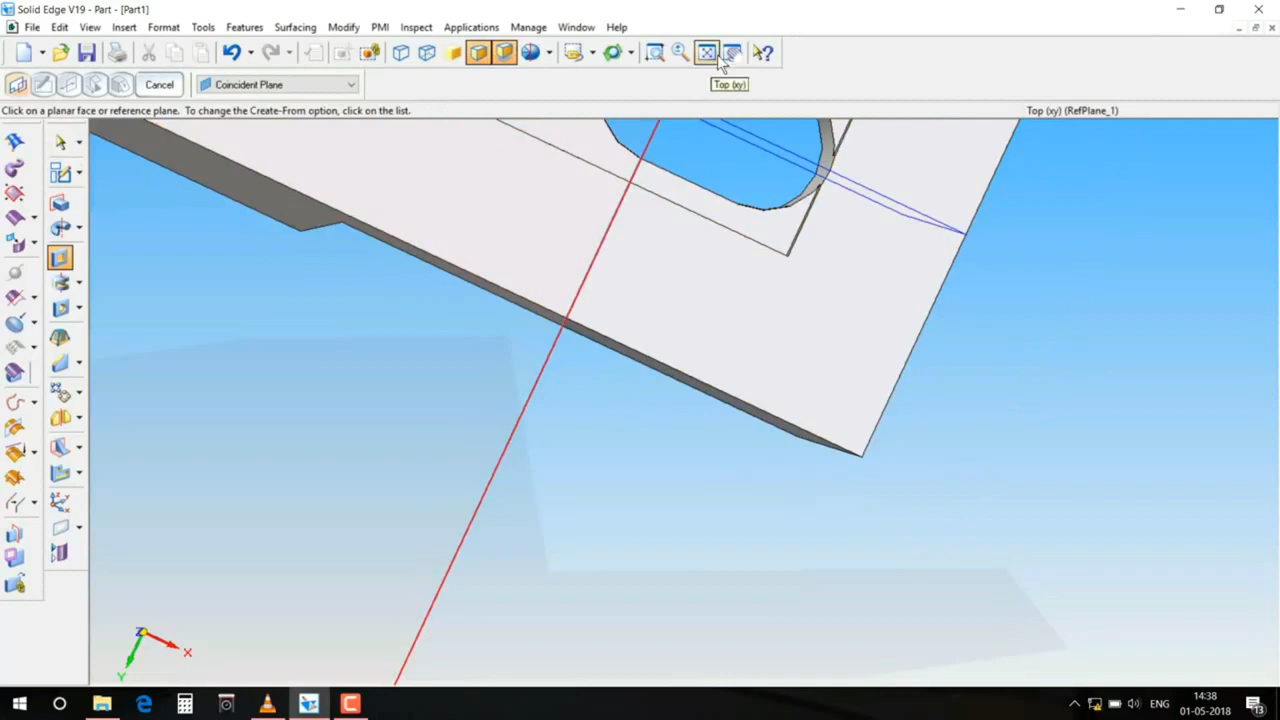 Solid Edge V19 - Part - [Part1]
File Edit View Insert Format Tools Features Surfacing Modify PMI Inspect Applications Manage Window Help
Cancel Coincident Plane
Top (xy)
Click on a planar face or reference plane. To change the Create-From option, click on the list.
Top (xy) (RefPlane_1)
Z
X
Y
ENG
14:38
01-05-2018
13